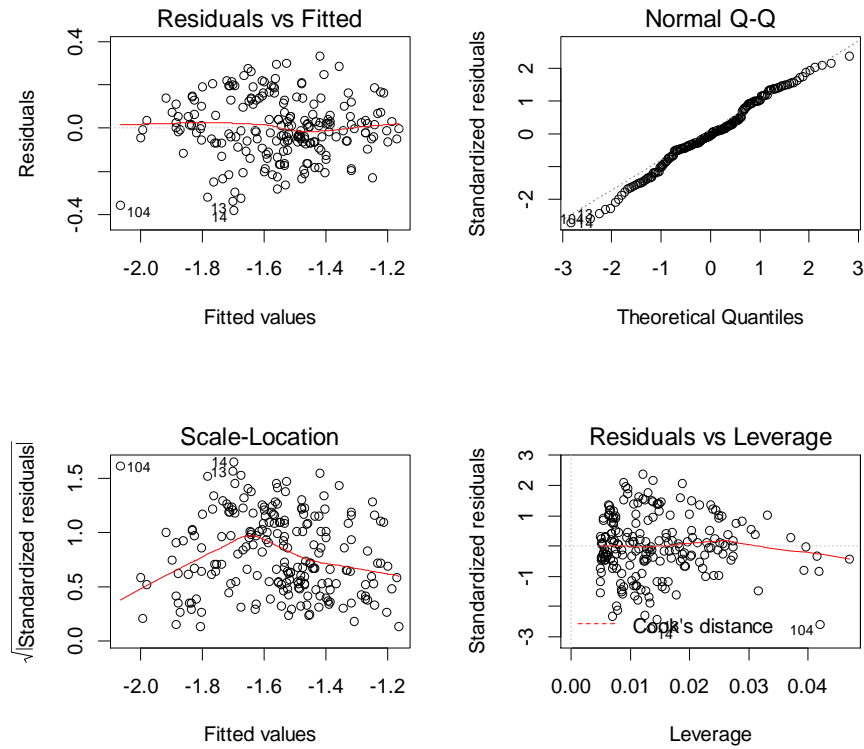 Residuals vs Fitted
Residuals
0.4
0.0
-0.4
104
13
14
-2.0 -1.8 -1.6 -1.4 -1.2
Fitted values
Normal Q-Q
Standardized residuals
2
1
0
-2
104
13
14
-3 -2 -1 0 1 2 3
Theoretical Quantiles
Scale-Location
√|Standardized residuals|
1.5
1.0
0.5
0.0
104
14
13
-2.0 -1.8 -1.6 -1.4 -1.2
Fitted values
Residuals vs Leverage
Standardized residuals
3
2
1
0
-1
-3
Cook's distance
14
104
0.00 0.01 0.02 0.03 0.04
Leverage